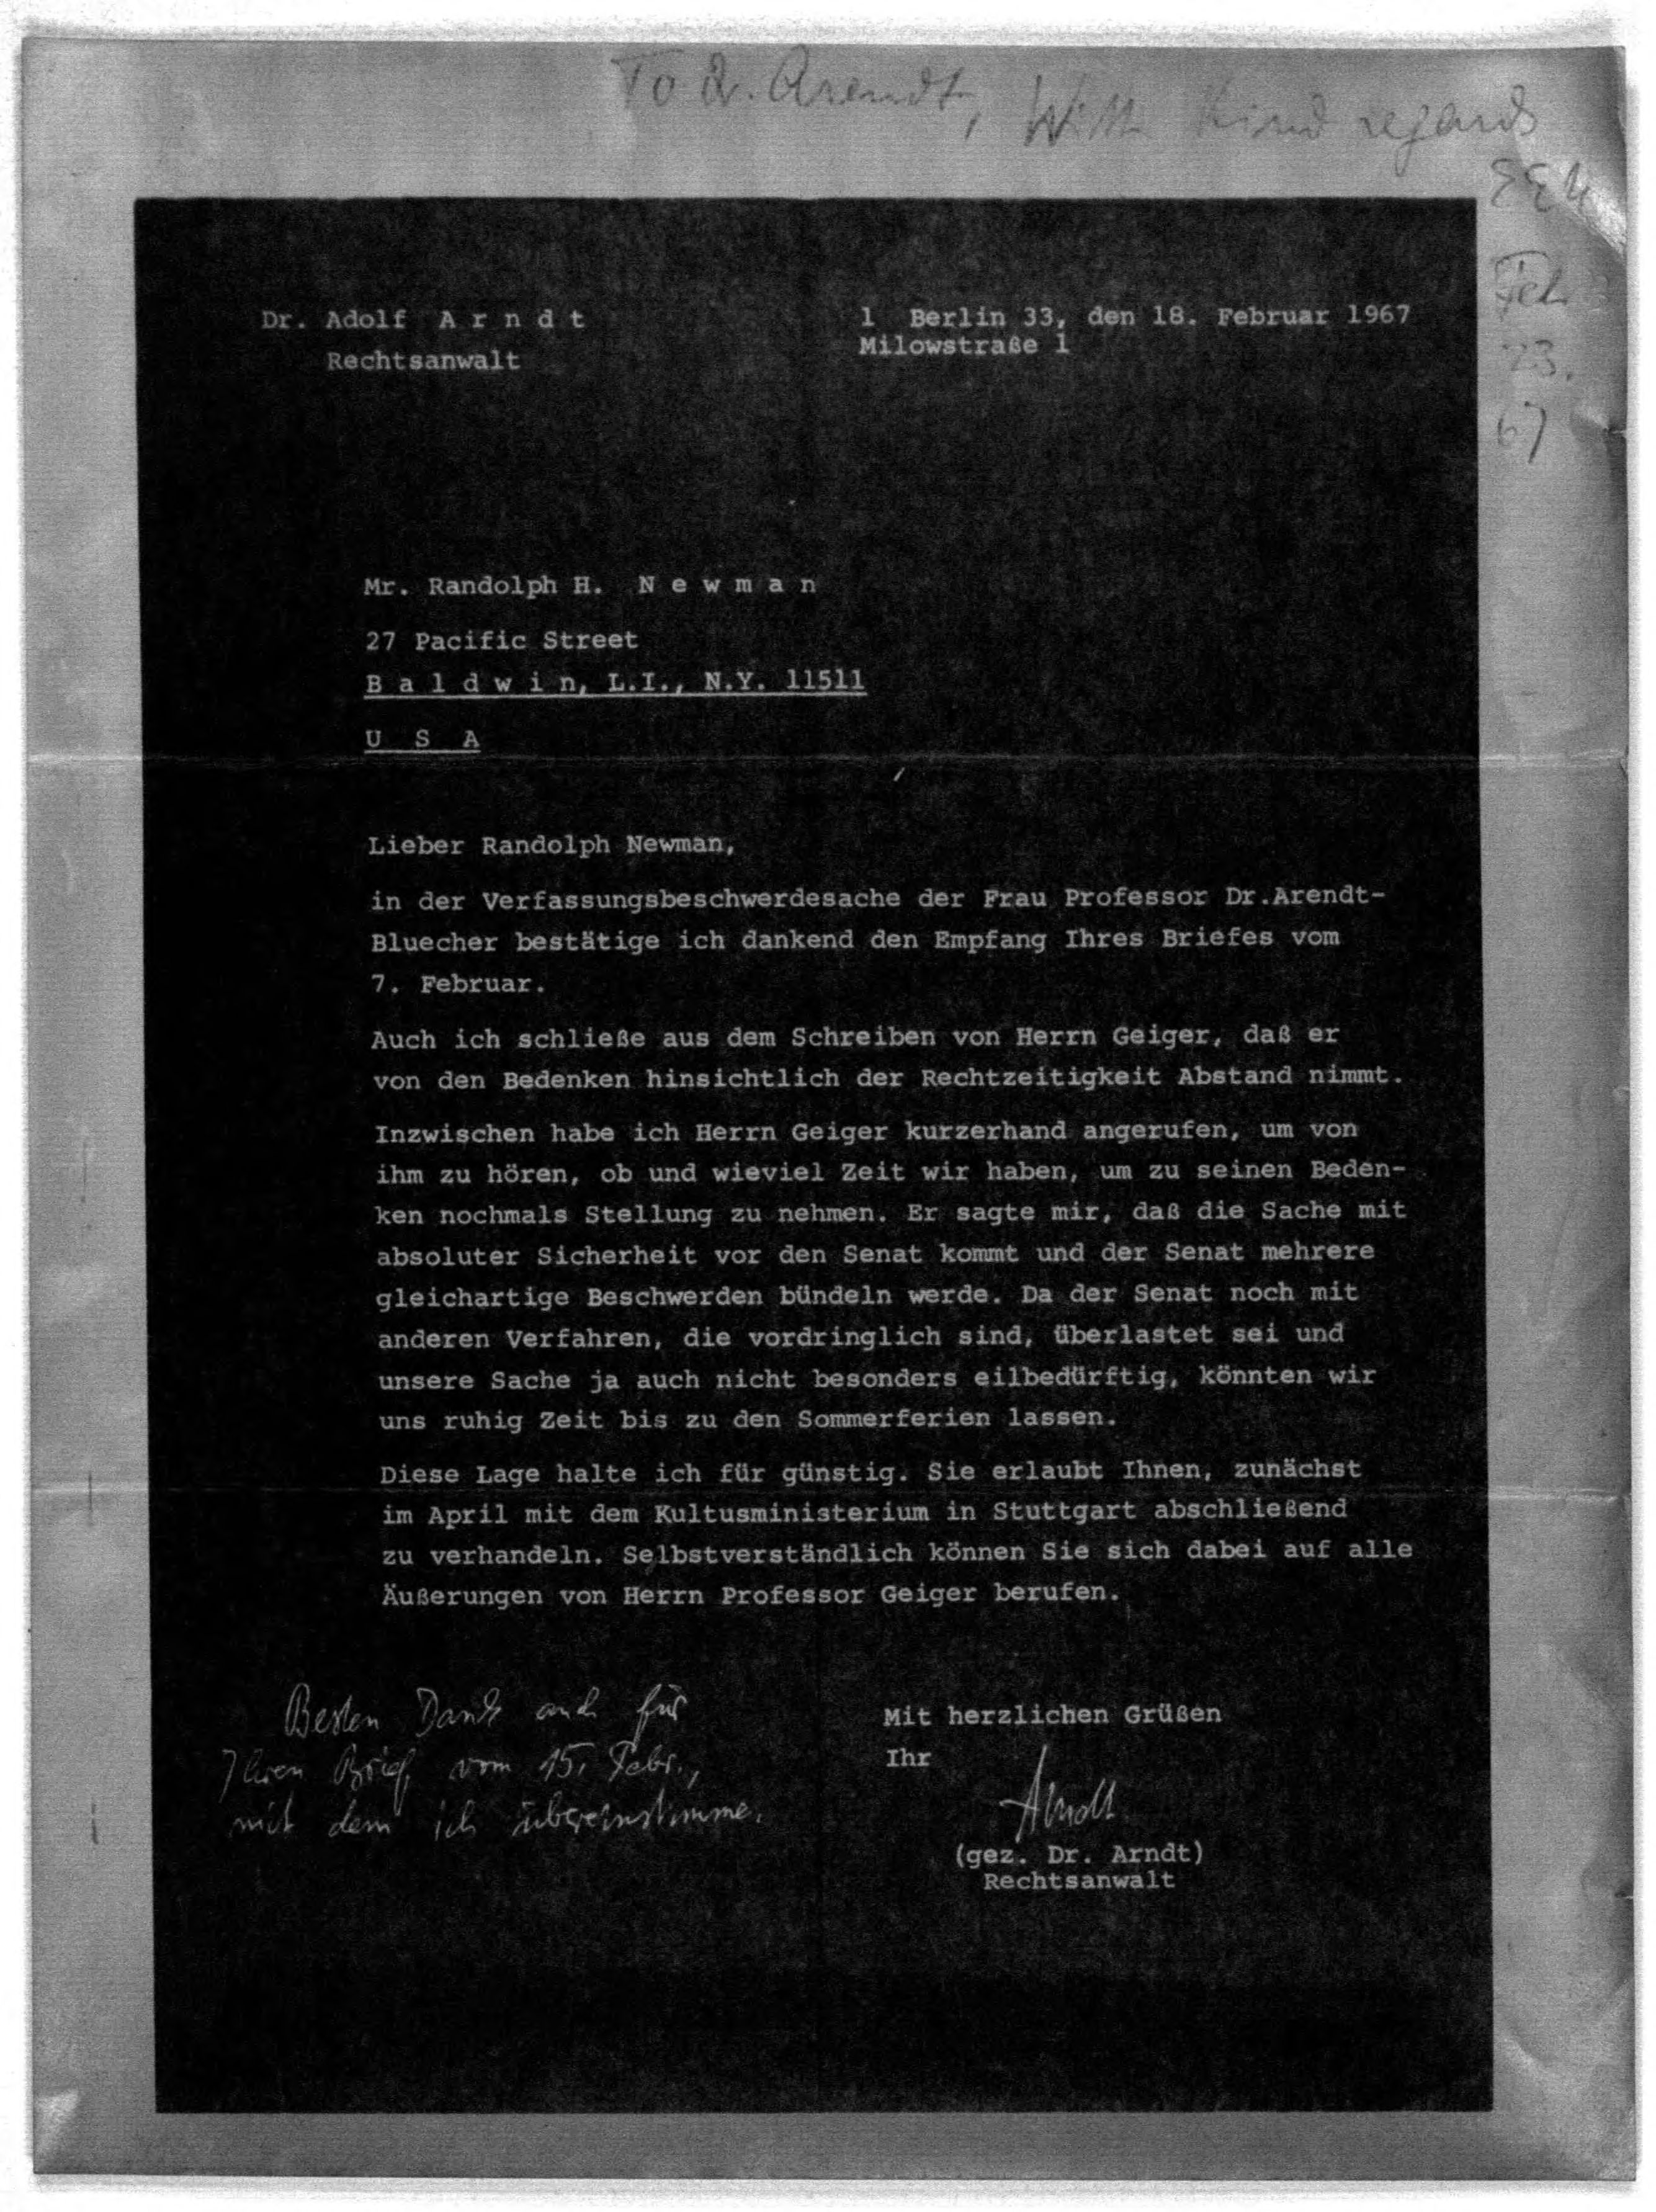 To Dr. Arendt, With kind regards
Feb.
23.
67
Dr. Adolf Arndt
Rechtsanwalt
1 Berlin 33, den 18. Februar 1967
Milowstraße 1
Mr. Randolph H. Newman
27 Pacific Street
Baldwin, L.I., N.Y. 11511
USA
Lieber Randolph Newman,
in der Verfassungsbeschwerdesache der Frau Professor Dr.Arendt-
Bluecher bestätige ich dankend den Empfang Ihres Briefes vom
7. Februar.
Auch ich schließe aus dem Schreiben von Herrn Geiger, daß er
von den Bedenken hinsichtlich der Rechtzeitigkeit Abstand nimmt.
Inzwischen habe ich Herrn Geiger kurzerhand angerufen, um von
ihm zu hören, ob und wieviel Zeit wir haben, um zu seinen Beden-
ken nochmals Stellung zu nehmen. Er sagte mir, daß die Sache mit
absoluter Sicherheit vor den Senat kommt und der Senat mehrere
gleichartige Beschwerden bündeln werde. Da der Senat noch mit
anderen Verfahren, die vordringlich sind, überlastet sei und
unsere Sache ja auch nicht besonders eilbedürftig, könnten wir
uns ruhig Zeit bis zu den Sommerferien lassen.
Diese Lage halte ich für günstig. Sie erlaubt Ihnen, zunächst
im April mit dem Kultusministerium in Stuttgart abschließend
zu verhandeln. Selbstverständlich können Sie sich dabei auf alle
Äußerungen von Herrn Professor Geiger berufen.
Besten Dank auch für
Ihren Brief vom 15. Febr.,
mit dem ich übereinstimme.
Mit herzlichen Grüßen
Ihr
Arndt
(gez. Dr. Arndt)
Rechtsanwalt